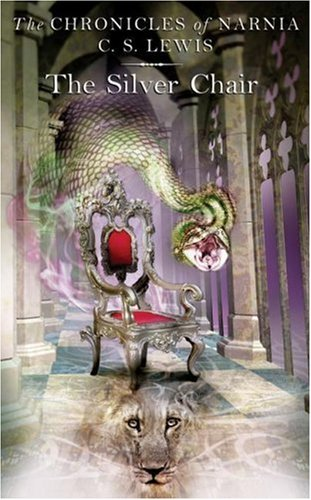 The CHRONICLES of NARNIA
C. S. LEWIS
The Silver Chair